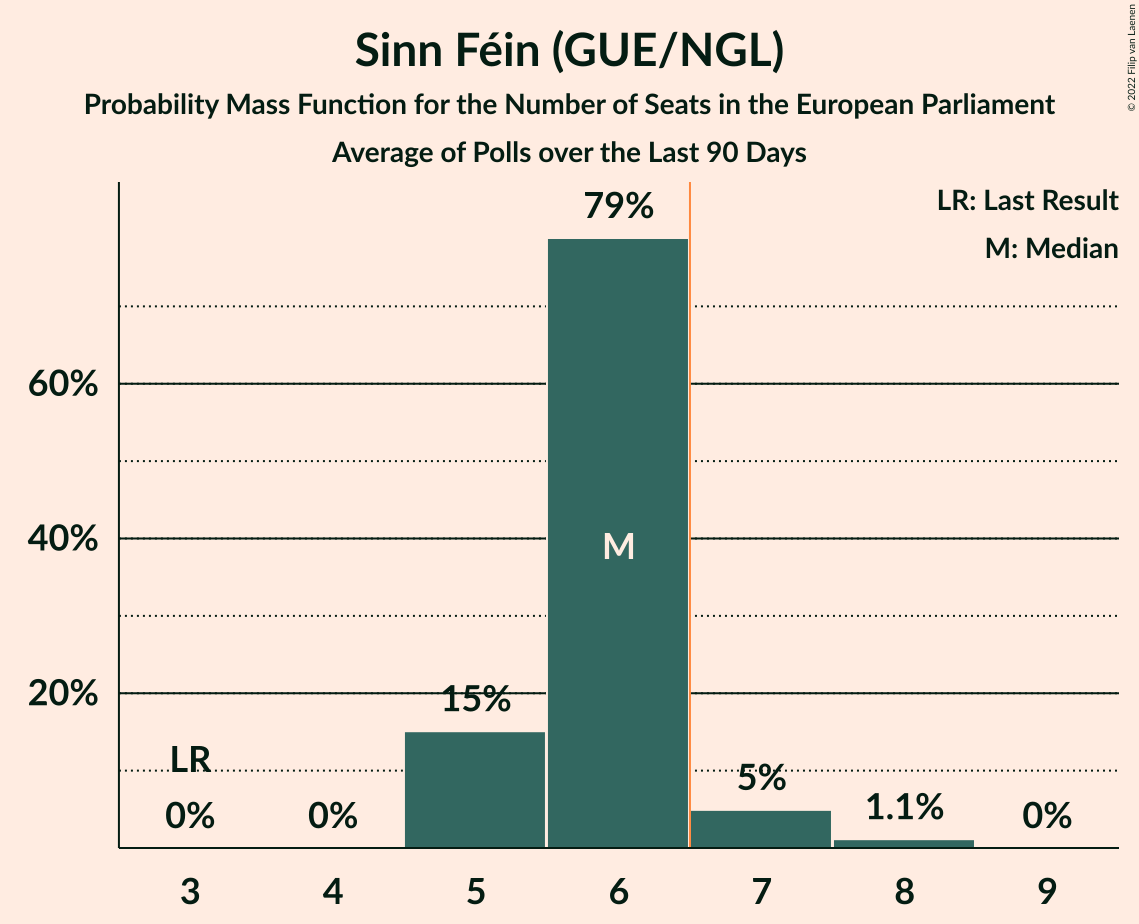 Sinn Féin (GUE/NGL)
Probability Mass Function for the Number of Seats in the European Parliament
Average of Polls over the Last 90 Days
© 2022 Filip van Laenen
LR: Last Result
M: Median
79%
60%
40%
M
20%
15%
LR
5%
1.1%
0%
0%
0%
3 4 5 6 7 8 9